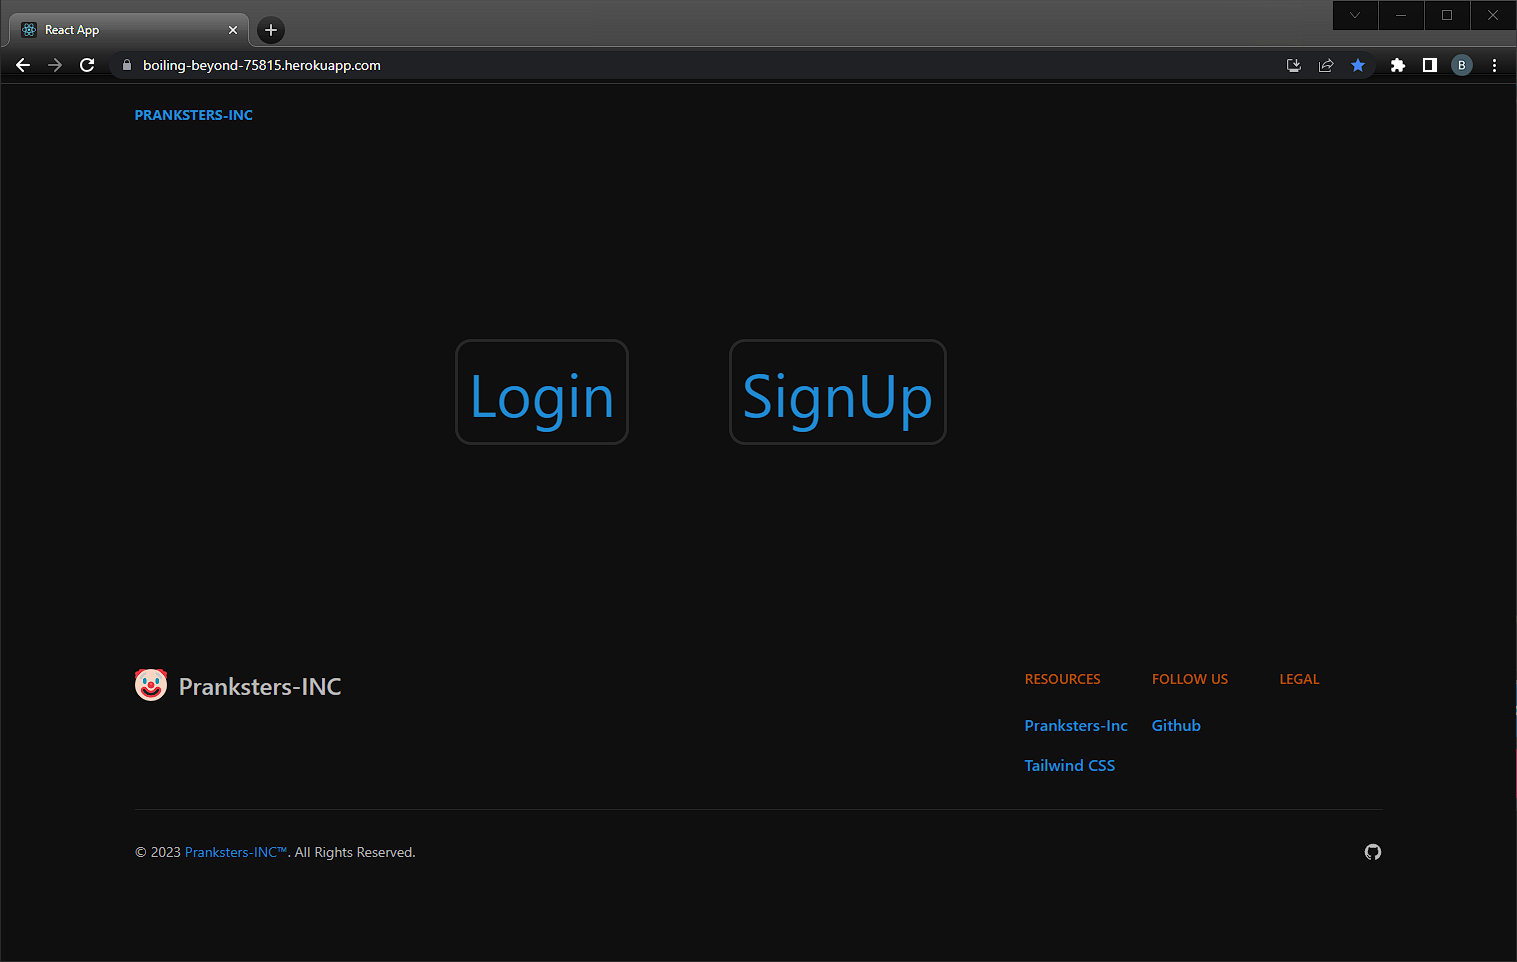 React App
boiling-beyond-75815.herokuapp.com
B
PRANKSTERS-INC
Login
SignUp
Pranksters-INC
RESOURCES
FOLLOW US
LEGAL
Pranksters-Inc
Github
Tailwind CSS
© 2023 Pranksters-INC™. All Rights Reserved.